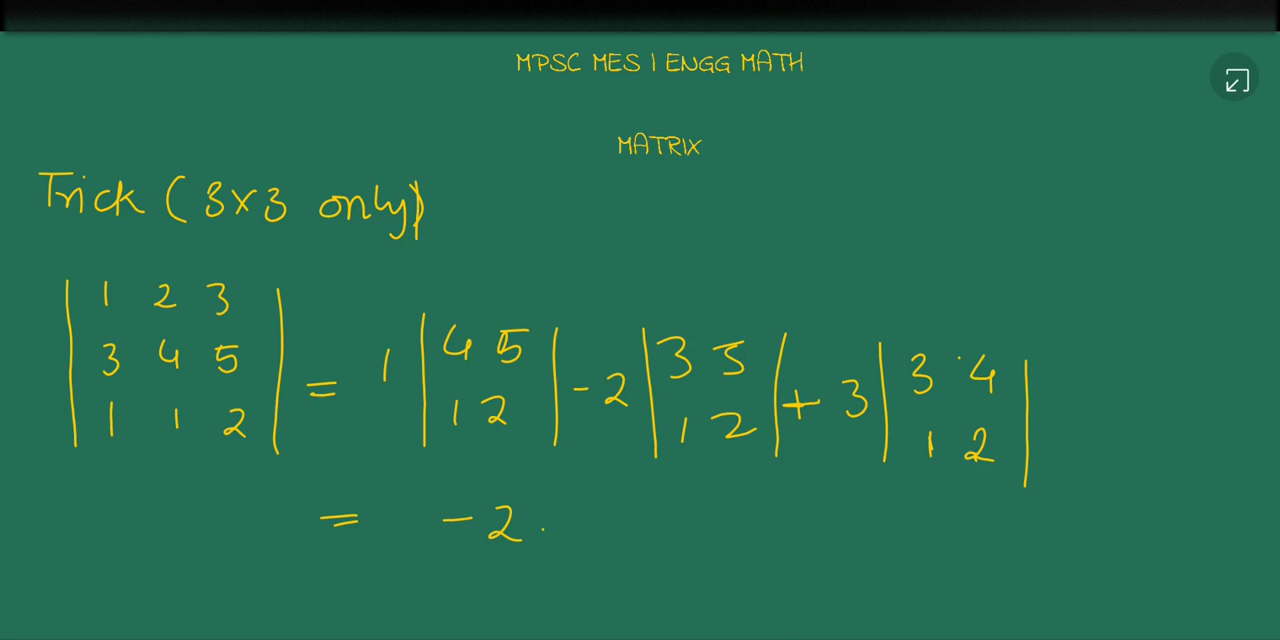 MPSC MES | ENGG MATH
MATRIX
Trick (3x3 only)
| 1 2 3 |
| 3 4 5 | = 1 | 4 5 | - 2 | 3 5 | + 3 | 3 4 |
| 1 1 2 | | 1 2 | | 1 2 | | 1 2 |
= - 2 .